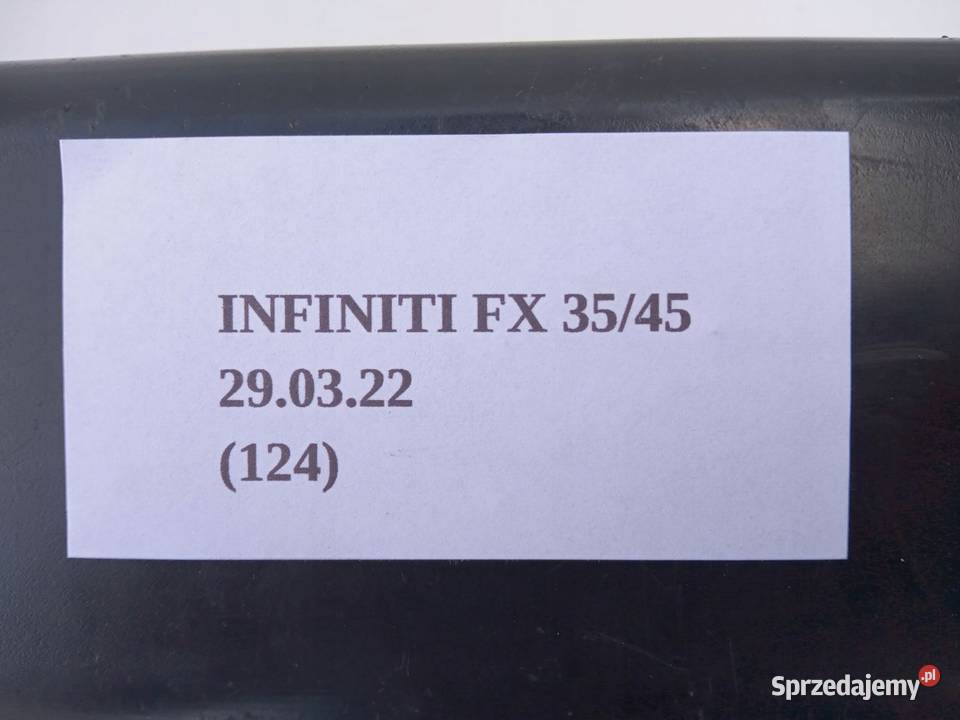 INFINITI FX 35/45
29.03.22
(124)
Sprzedajemy.pl